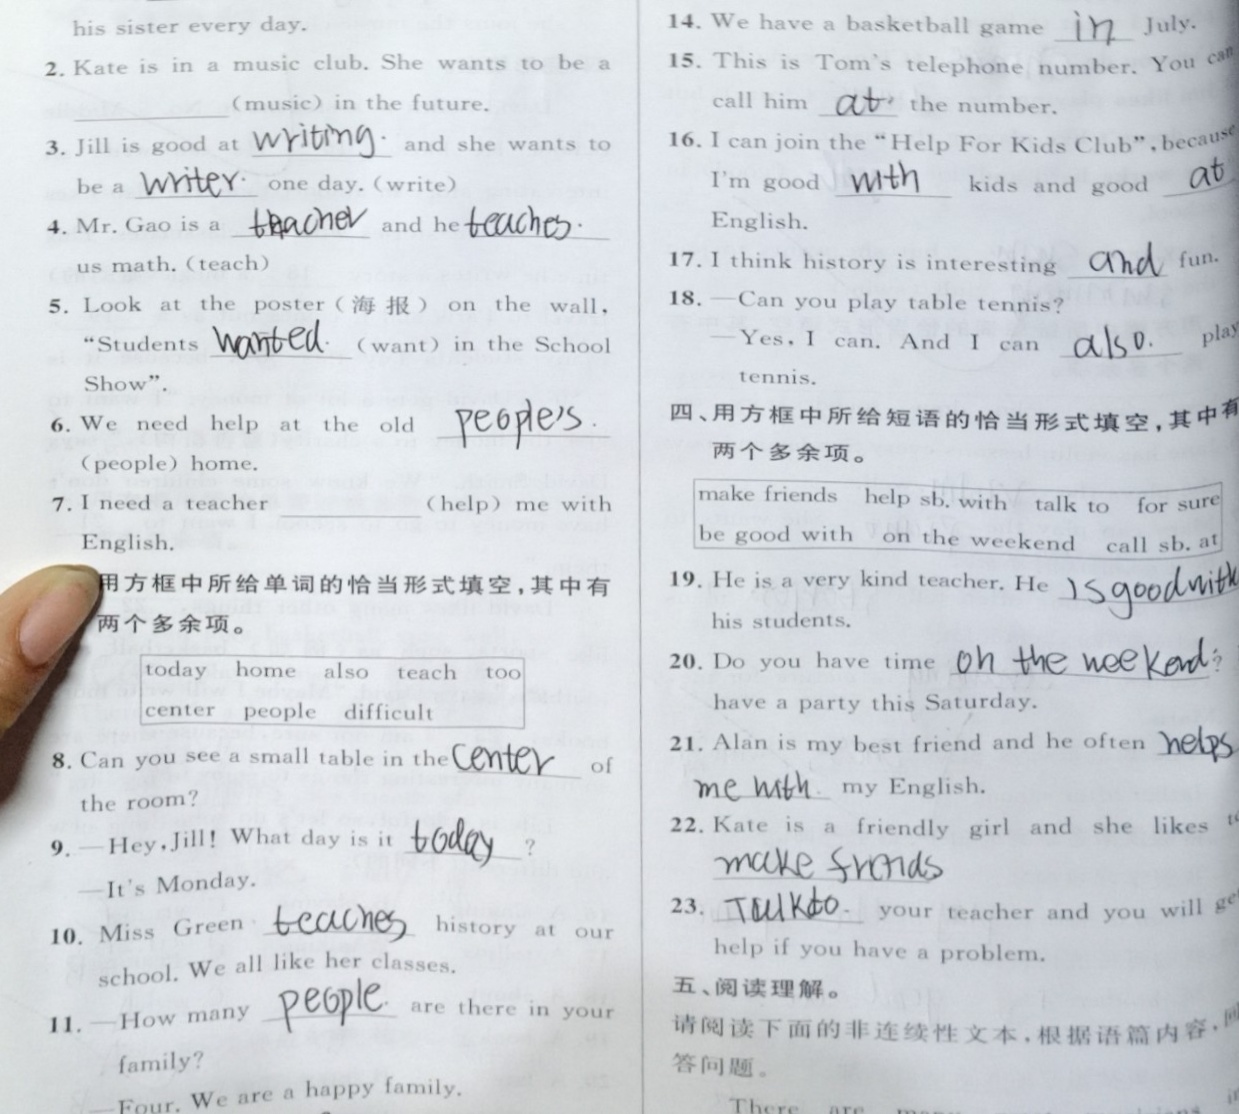 his sister every day.
2. Kate is in a music club. She wants to be a
____________ (music) in the future.
3. Jill is good at writing. and she wants to
be a writer. one day. (write)
4. Mr. Gao is a teacher and he teaches.
us math. (teach)
5. Look at the poster (海报) on the wall,
“Students wanted. (want) in the School
Show”.
6. We need help at the old people's.
(people) home.
7. I need a teacher ____________ (help) me with
English.
用方框中所给单词的恰当形式填空,其中有
两个多余项。
today home also teach too
center people difficult
8. Can you see a small table in the center of
the room?
9. —Hey, Jill! What day is it today ?
—It's Monday.
10. Miss Green teaches history at our
school. We all like her classes.
11. —How many people. are there in your
family?
—Four. We are a happy family.
14. We have a basketball game in July.
15. This is Tom's telephone number. You can
call him at. the number.
16. I can join the “Help For Kids Club”, because
I'm good with kids and good at
English.
17. I think history is interesting and fun.
18. —Can you play table tennis?
—Yes, I can. And I can also. play
tennis.
四、用方框中所给短语的恰当形式填空,其中有
两个多余项。
make friends help sb. with talk to for sure
be good with on the weekend call sb. at
19. He is a very kind teacher. He is good with
his students.
20. Do you have time on the weekend?
have a party this Saturday.
21. Alan is my best friend and he often helps
me with. my English.
22. Kate is a friendly girl and she likes to
make frends
23. Talk to. your teacher and you will get
help if you have a problem.
五、阅读理解。
请阅读下面的非连续性文本,根据语篇内容,回
答问题。
There are many